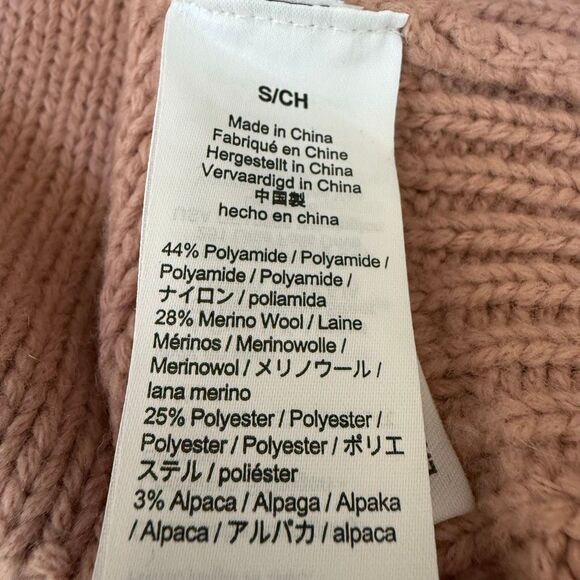 S/CH
Made in China
Fabriqué en Chine
Hergestellt in China
Vervaardigd in China
中国製
hecho en china
44% Polyamide / Polyamide /
Polyamide / Polyamide /
ナイロン / poliamida
28% Merino Wool / Laine
Mérinos / Merinowolle /
Merinowol / メリノウール /
lana merino
25% Polyester / Polyester /
Polyester / Polyester / ポリエ
ステル / poliéster
3% Alpaca / Alpaga / Alpaka
/ Alpaca / アルパカ / alpaca